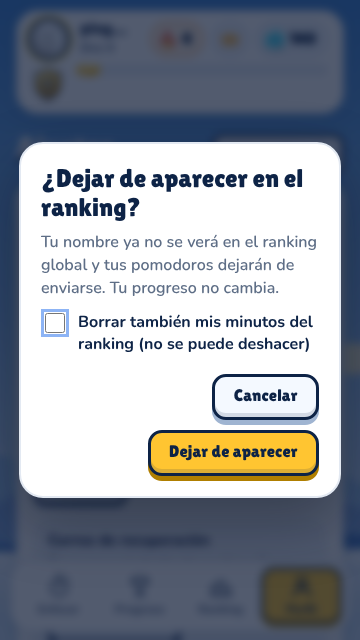 ¿Dejar de aparecer en el
ranking?
Tu nombre ya no se verá en el ranking
global y tus pomodoros dejarán de
enviarse. Tu progreso no cambia.
Borrar también mis minutos del
ranking (no se puede deshacer)
Cancelar
Dejar de aparecer